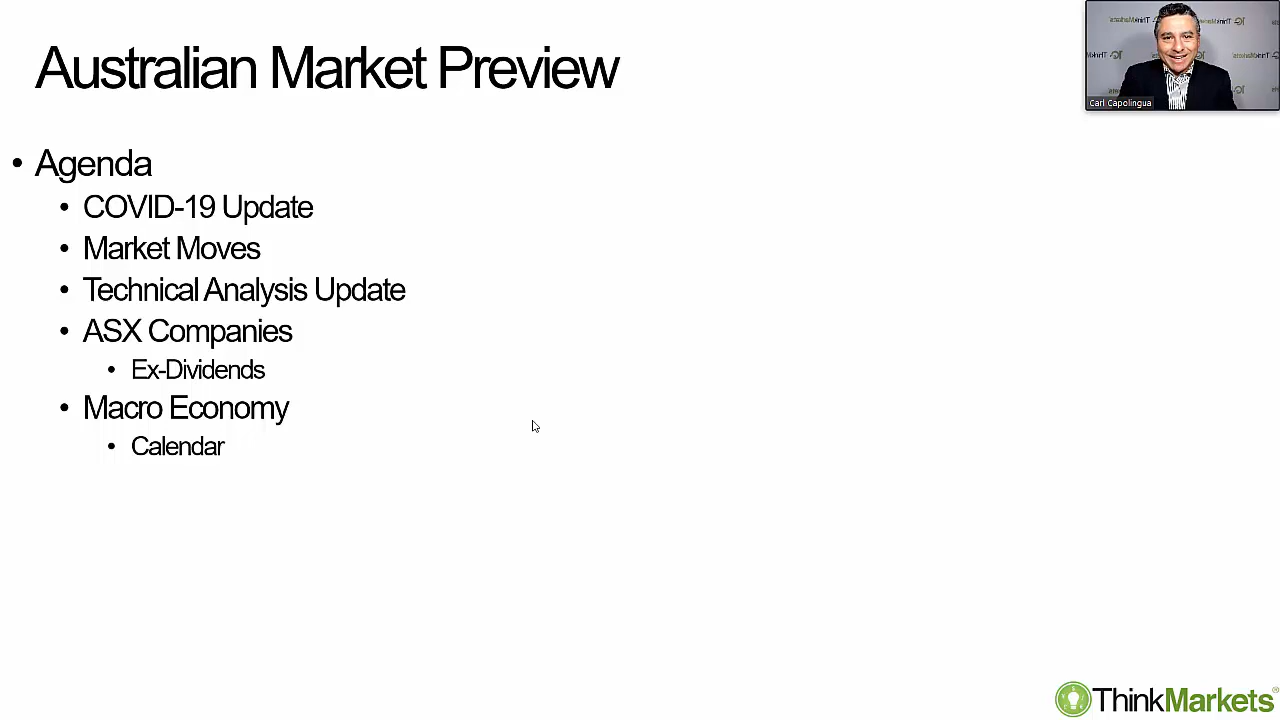 Australian Market Preview
• Agenda
• COVID-19 Update
• Market Moves
• Technical Analysis Update
• ASX Companies
• Ex-Dividends
• Macro Economy
• Calendar
Carl Capolingua
ThinkMarkets®